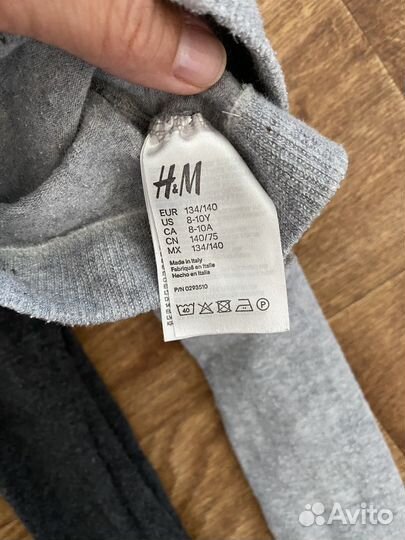 H&M
EUR 134/140
US 8-10Y
CA 8-10A
CN 140/75
MX 134/140
Made in Italy
Fabriqué en Italie
Hecho en Italia
P/N 0293510
40
P
Avito